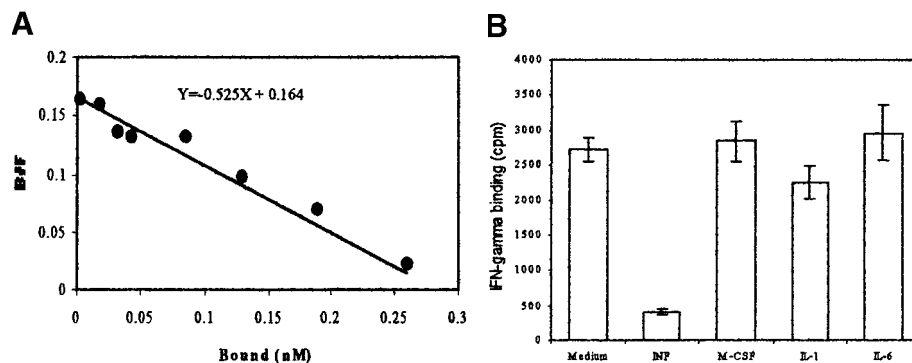 A
0.2
0.15
0.1
0.05
0
B/F
Y=-0.525X + 0.164
0
0.05
0.1
0.15
0.2
0.25
0.3
Bound (nM)
B
4000
3500
3000
2500
2000
1500
1000
500
0
IFN-gamma binding (cpm)
Medium
INF
M-CSF
IL-1
IL-6